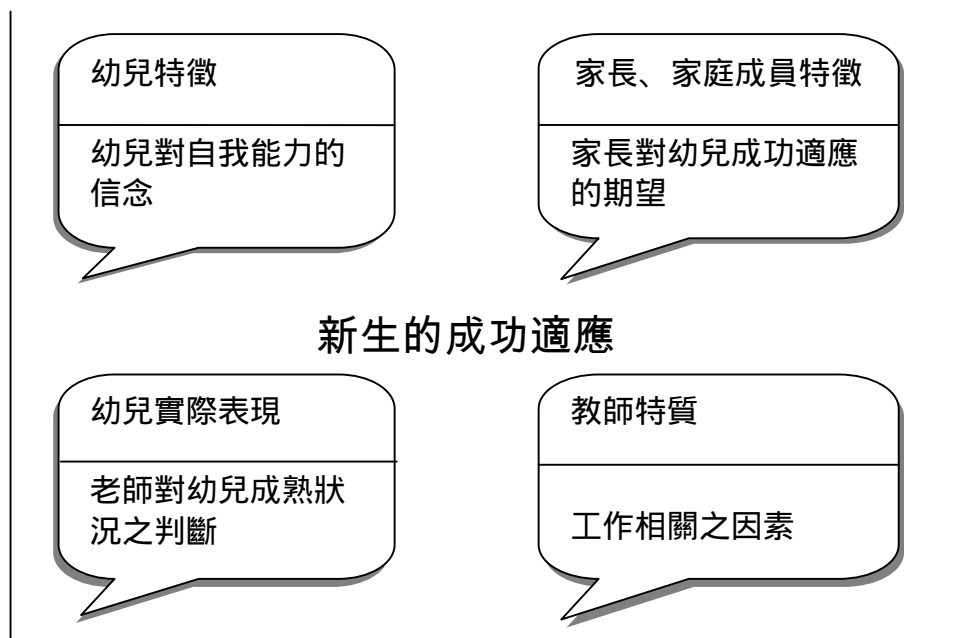 幼兒特徵
幼兒對自我能力的
信念
家長、家庭成員特徵
家長對幼兒成功適應
的期望
新生的成功適應
幼兒實際表現
老師對幼兒成熟狀
況之判斷
教師特質
工作相關之因素